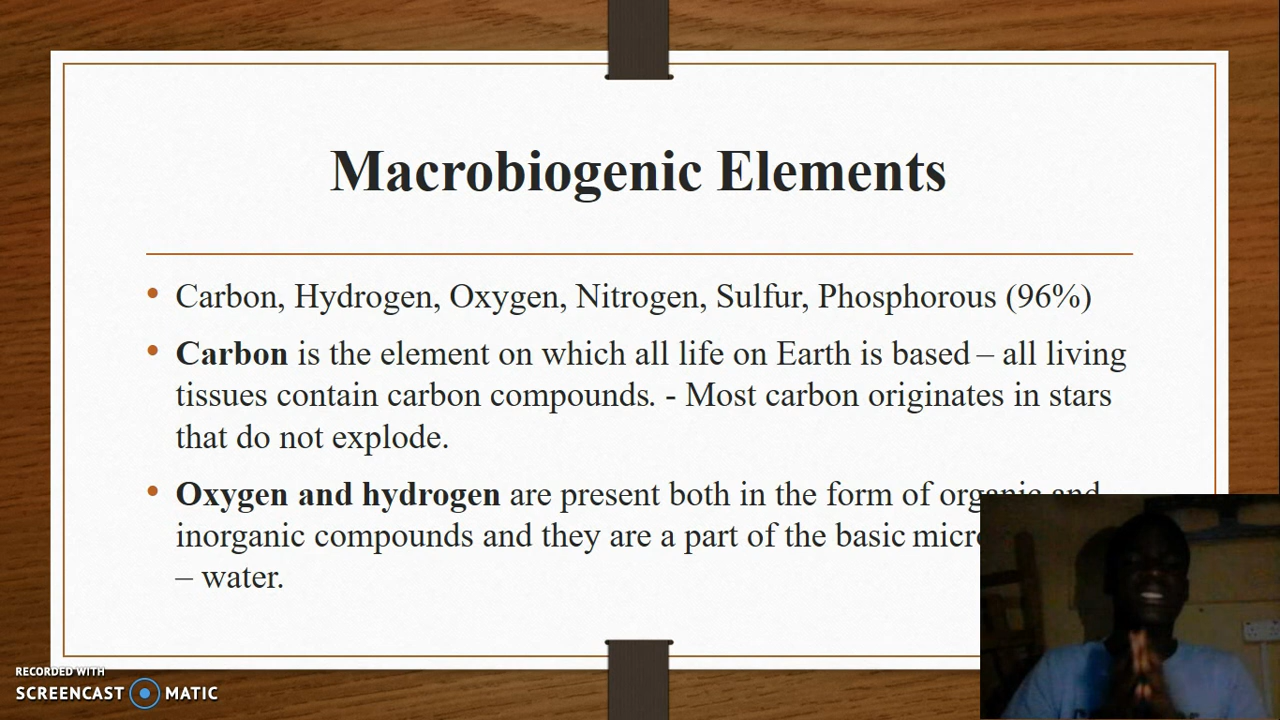 Macrobiogenic Elements
• Carbon, Hydrogen, Oxygen, Nitrogen, Sulfur, Phosphorous (96%)
• Carbon is the element on which all life on Earth is based – all living
tissues contain carbon compounds. - Most carbon originates in stars
that do not explode.
• Oxygen and hydrogen are present both in the form of organic and
inorganic compounds and they are a part of the basic
– water.
RECORDED WITH
SCREENCAST MATIC